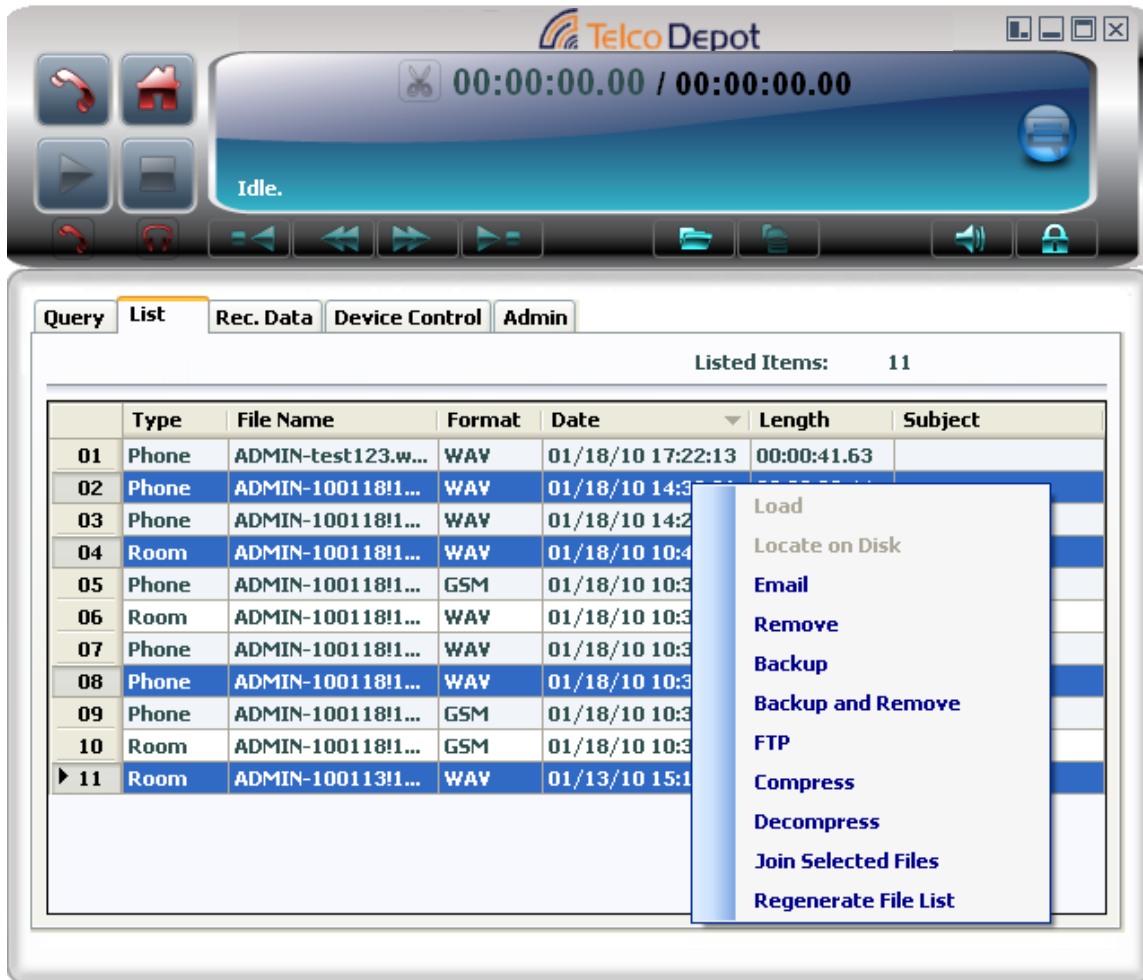 Telco Depot
00:00:00.00 / 00:00:00.00
Idle.
Query List Rec. Data Device Control Admin
Listed Items: 11
Type File Name Format Date Length Subject
01 Phone ADMIN-test123.w... WAV 01/18/10 17:22:13 00:00:41.63
02 Phone ADMIN-100118!1... WAV 01/18/10 14:3
03 Phone ADMIN-100118!1... WAV 01/18/10 14:2
04 Room ADMIN-100118!1... WAV 01/18/10 10:4
05 Phone ADMIN-100118!1... GSM 01/18/10 10:3
06 Room ADMIN-100118!1... WAV 01/18/10 10:3
07 Phone ADMIN-100118!1... WAV 01/18/10 10:3
08 Phone ADMIN-100118!1... WAV 01/18/10 10:3
09 Phone ADMIN-100118!1... GSM 01/18/10 10:3
10 Room ADMIN-100118!1... GSM 01/18/10 10:3
11 Room ADMIN-100113!1... WAV 01/13/10 15:1
Load
Locate on Disk
Email
Remove
Backup
Backup and Remove
FTP
Compress
Decompress
Join Selected Files
Regenerate File List